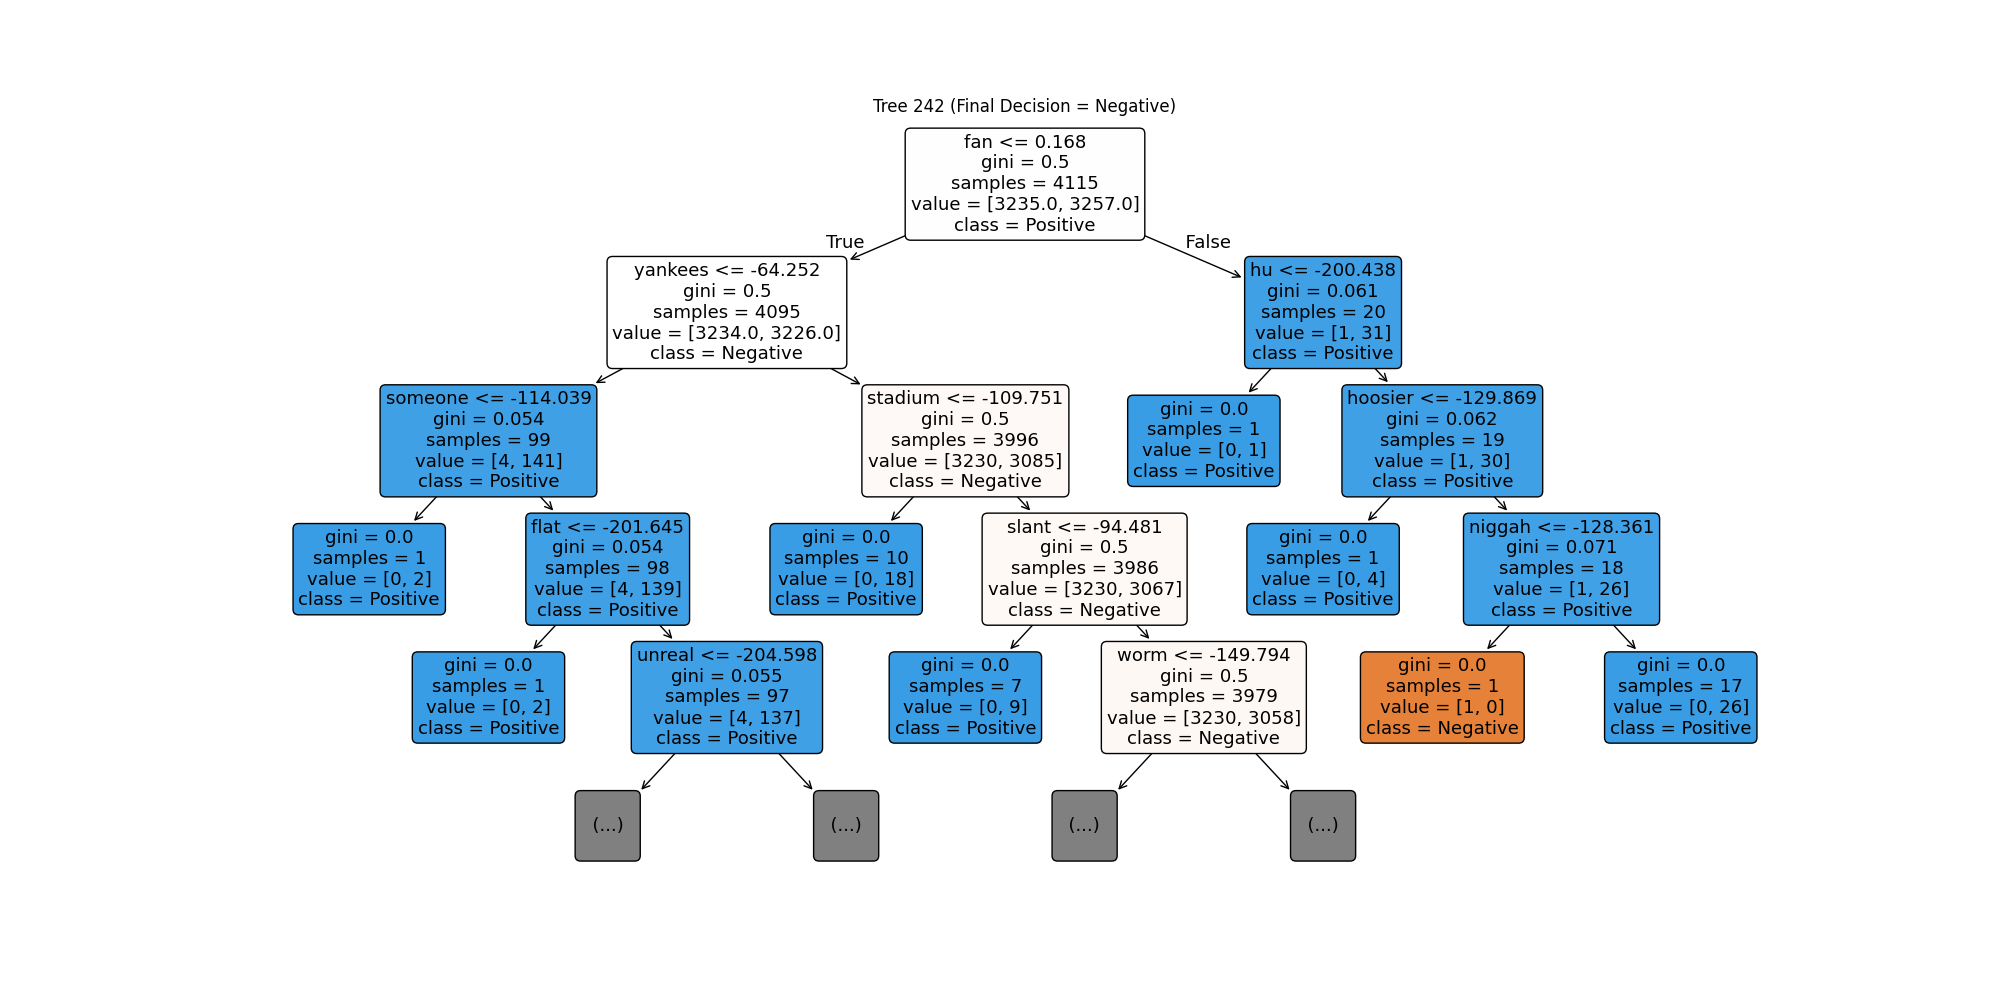 Tree 242 (Final Decision = Negative)
fan <= 0.168
gini = 0.5
samples = 4115
value = [3235.0, 3257.0]
class = Positive
True
False
yankees <= -64.252
gini = 0.5
samples = 4095
value = [3234.0, 3226.0]
class = Negative
hu <= -200.438
gini = 0.061
samples = 20
value = [1, 31]
class = Positive
someone <= -114.039
gini = 0.054
samples = 99
value = [4, 141]
class = Positive
stadium <= -109.751
gini = 0.5
samples = 3996
value = [3230, 3085]
class = Negative
gini = 0.0
samples = 1
value = [0, 1]
class = Positive
hoosier <= -129.869
gini = 0.062
samples = 19
value = [1, 30]
class = Positive
gini = 0.0
samples = 1
value = [0, 2]
class = Positive
flat <= -201.645
gini = 0.054
samples = 98
value = [4, 139]
class = Positive
gini = 0.0
samples = 10
value = [0, 18]
class = Positive
slant <= -94.481
gini = 0.5
samples = 3986
value = [3230, 3067]
class = Negative
gini = 0.0
samples = 1
value = [0, 4]
class = Positive
niggah <= -128.361
gini = 0.071
samples = 18
value = [1, 26]
class = Positive
gini = 0.0
samples = 1
value = [0, 2]
class = Positive
unreal <= -204.598
gini = 0.055
samples = 97
value = [4, 137]
class = Positive
gini = 0.0
samples = 7
value = [0, 9]
class = Positive
worm <= -149.794
gini = 0.5
samples = 3979
value = [3230, 3058]
class = Negative
gini = 0.0
samples = 1
value = [1, 0]
class = Negative
gini = 0.0
samples = 17
value = [0, 26]
class = Positive
(...)
(...)
(...)
(...)